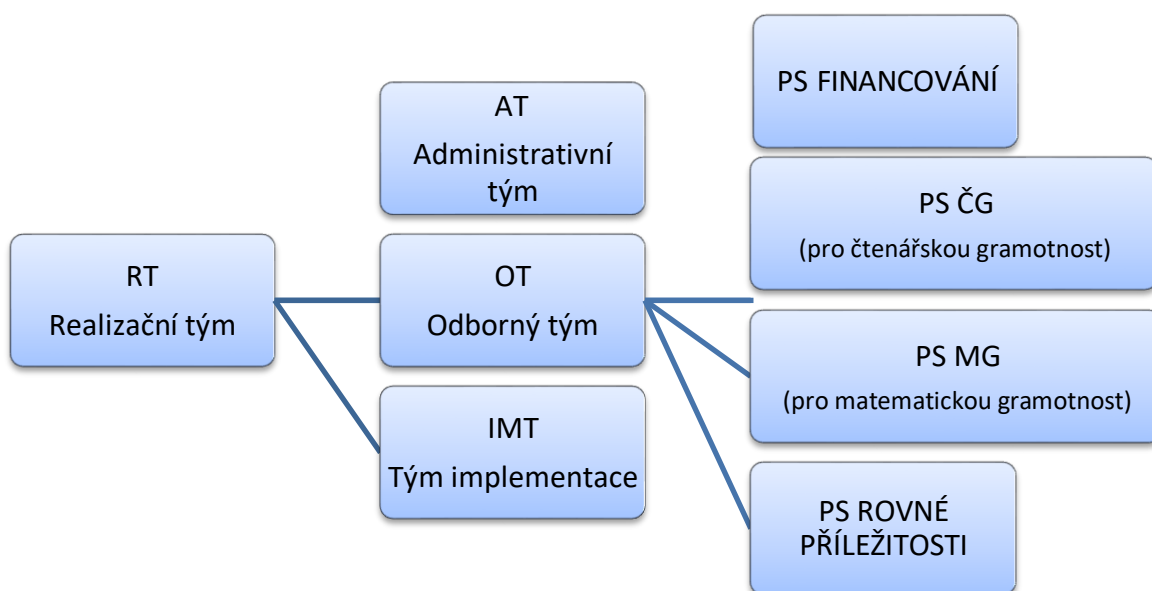 RT
Realizační tým
AT
Administrativní
tým
OT
Odborný tým
IMT
Tým implementace
PS FINANCOVÁNÍ
PS ČG
(pro čtenářskou gramotnost)
PS MG
(pro matematickou gramotnost)
PS ROVNÉ
PŘÍLEŽITOSTI